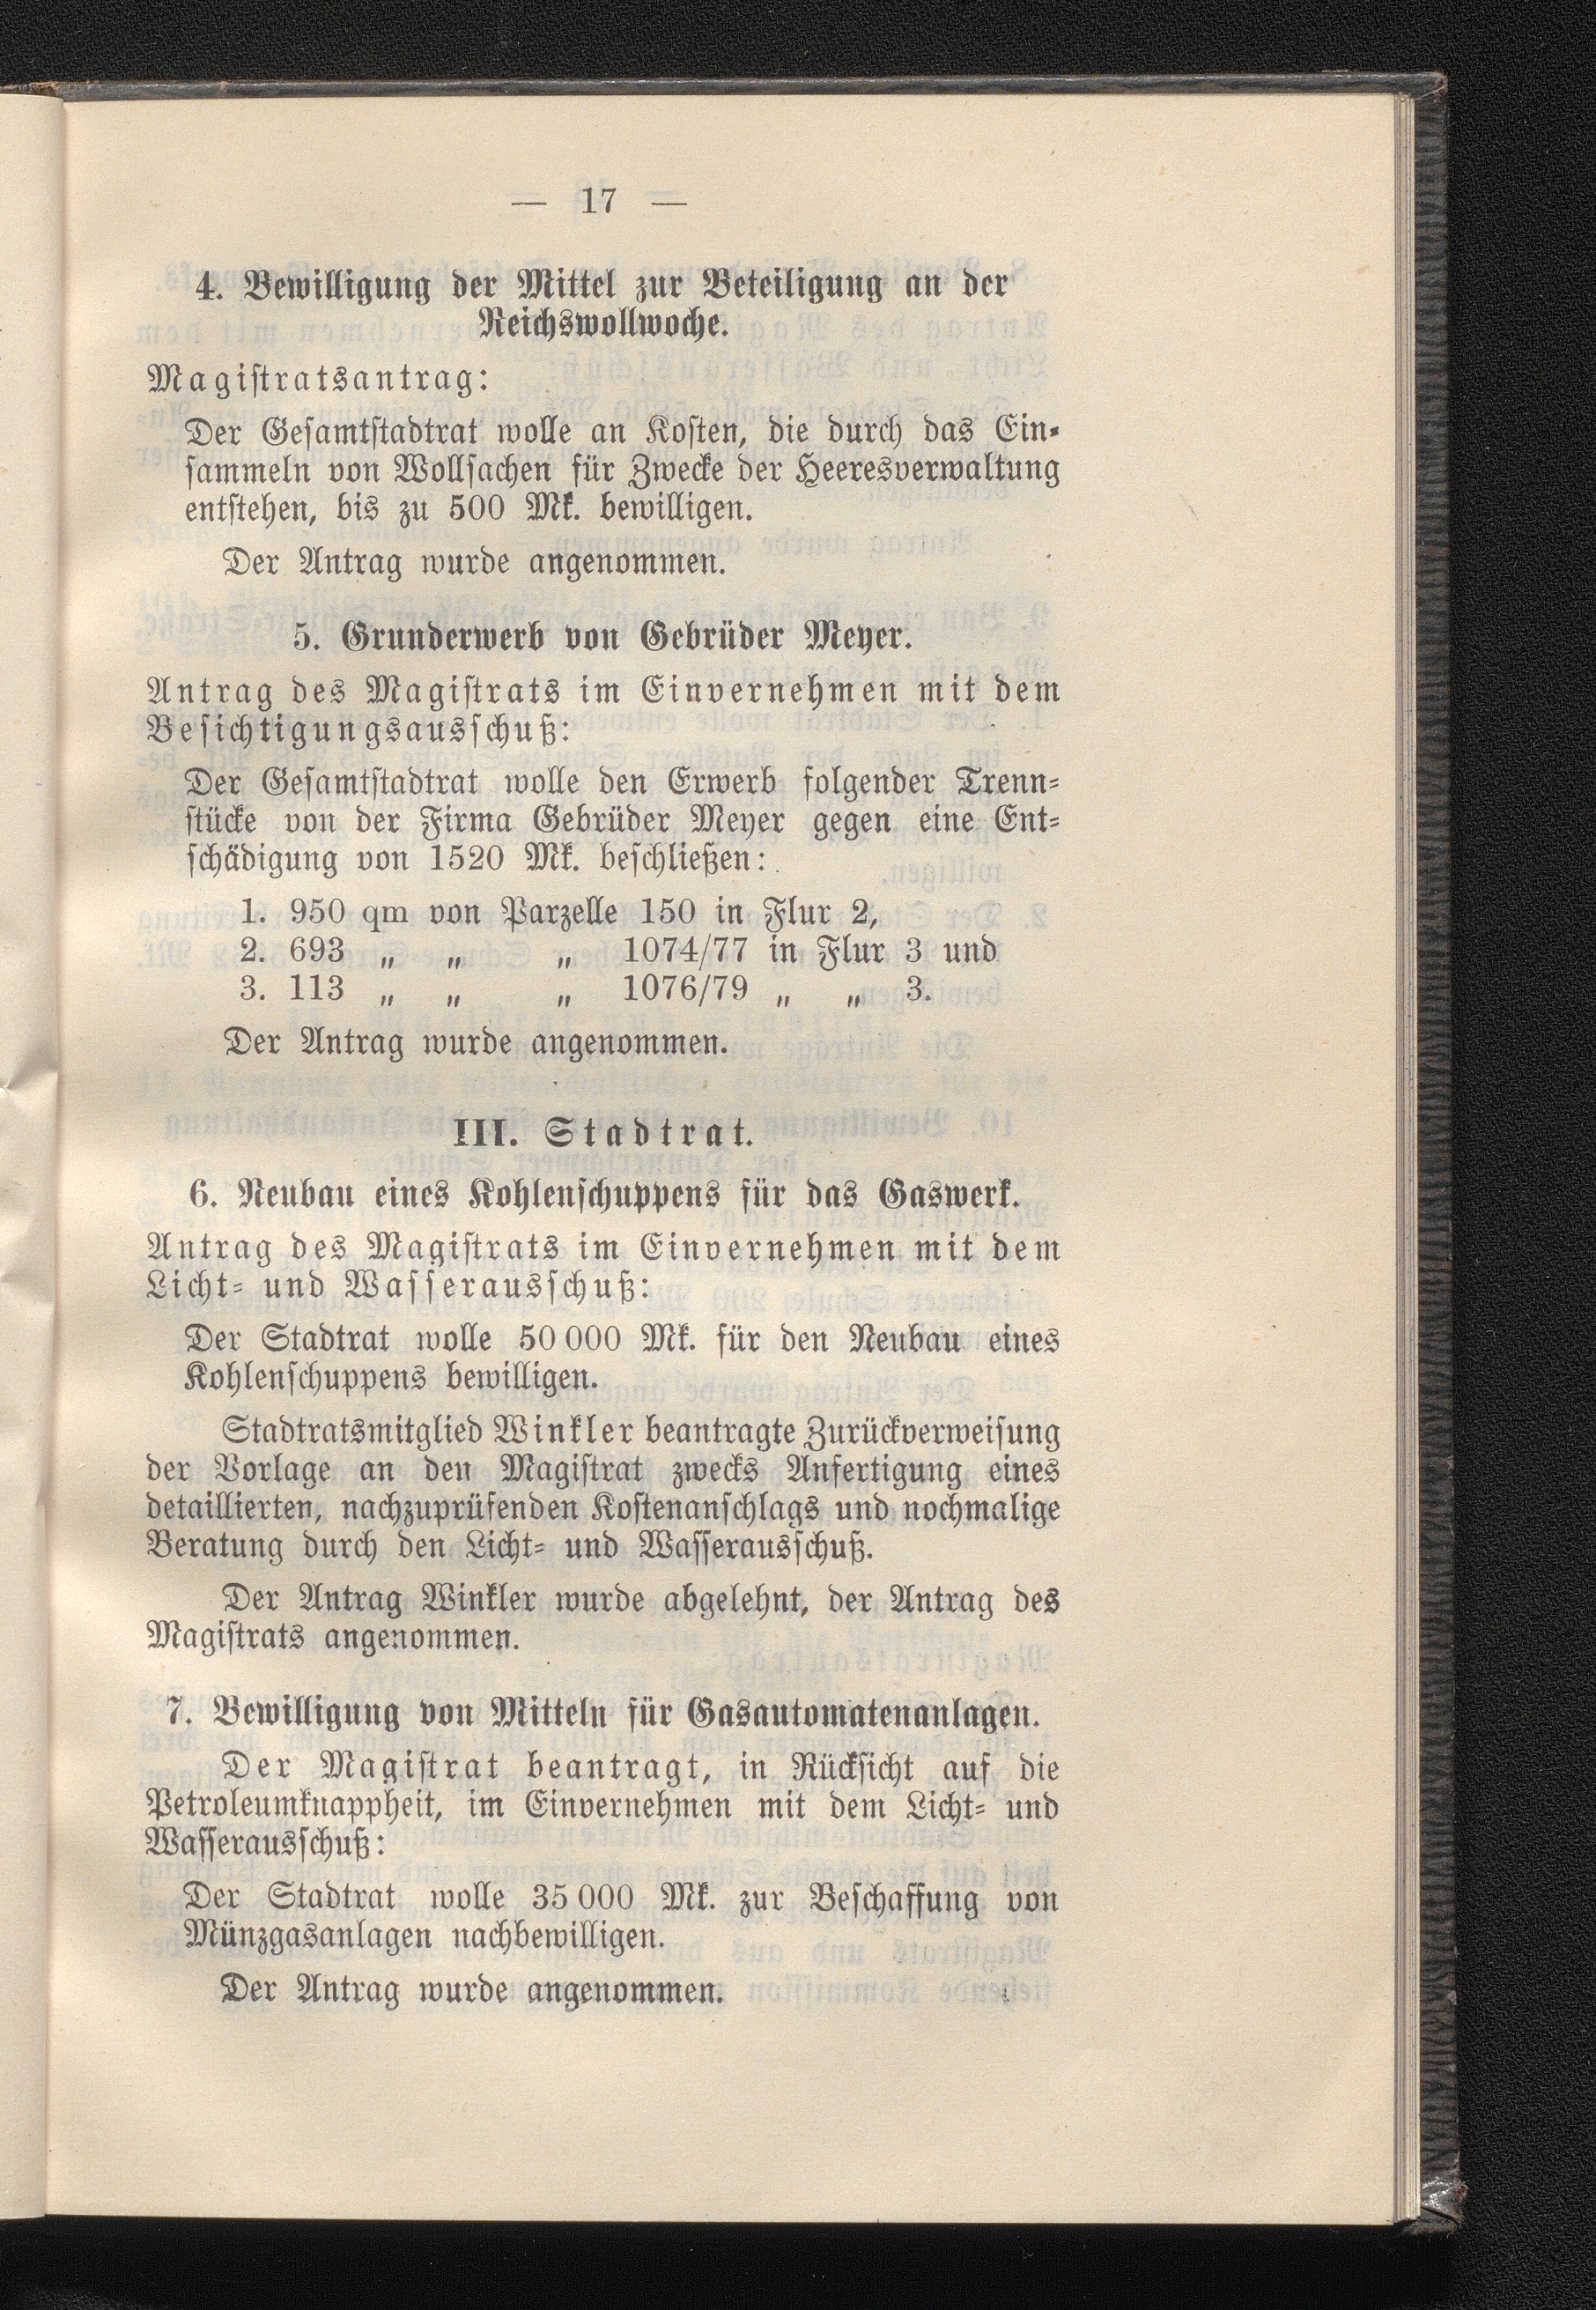 — 17 —
4. Bewilligung der Mittel zur Beteiligung an der
Reichswollwoche.
Magistratsantrag:
Der Gesamtstadtrat wolle an Kosten, die durch das Ein-
sammeln von Wollsachen für Zwecke der Heeresverwaltung
entstehen, bis zu 500 Mk. bewilligen.
Der Antrag wurde angenommen.
5. Grunderwerb von Gebrüder Meyer.
Antrag des Magistrats im Einvernehmen mit dem
Besichtigungsausschuß:
Der Gesamtstadtrat wolle den Erwerb folgender Trenn-
stücke von der Firma Gebrüder Meyer gegen eine Ent-
schädigung von 1520 Mk. beschließen:
1. 950 qm von Parzelle 150 in Flur 2,
2. 693 „ „ „ 1074/77 in Flur 3 und
3. 113 „ „ „ 1076/79 „ „ 3.
Der Antrag wurde angenommen.
III. Stadtrat.
6. Neubau eines Kohlenschuppens für das Gaswerk.
Antrag des Magistrats im Einvernehmen mit dem
Licht- und Wasserausschuß:
Der Stadtrat wolle 50 000 Mk. für den Neubau eines
Kohlenschuppens bewilligen.
Stadtratsmitglied Winkler beantragte Zurückverweisung
der Vorlage an den Magistrat zwecks Anfertigung eines
detaillierten, nachzuprüfenden Kostenanschlags und nochmalige
Beratung durch den Licht- und Wasserausschuß.
Der Antrag Winkler wurde abgelehnt, der Antrag des
Magistrats angenommen.
7. Bewilligung von Mitteln für Gasautomatenanlagen.
Der Magistrat beantragt, in Rücksicht auf die
Petroleumknappheit, im Einvernehmen mit dem Licht- und
Wasserausschuß:
Der Stadtrat wolle 35 000 Mk. zur Beschaffung von
Münzgasanlagen nachbewilligen.
Der Antrag wurde angenommen.